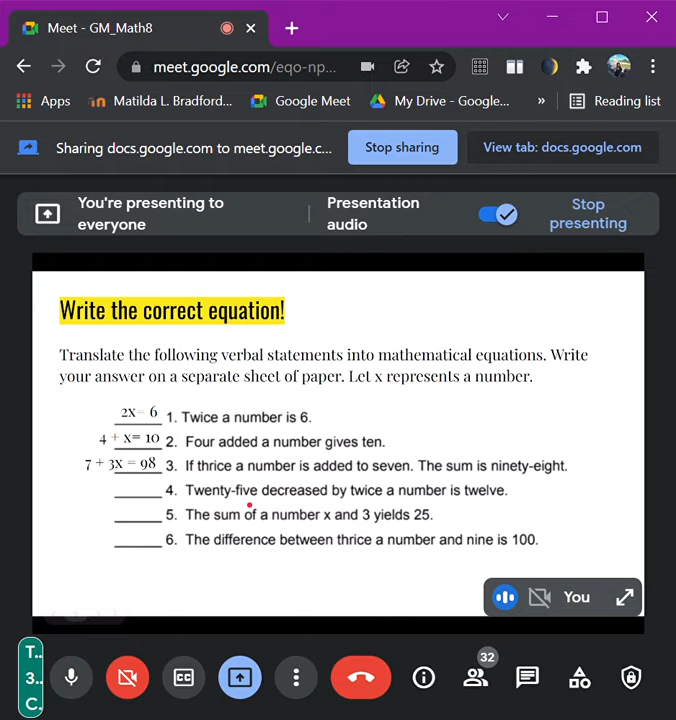 Meet - GM_Math8
meet.google.com/eqo-np...
Apps
Matilda L. Bradford...
Google Meet
My Drive - Google...
»
Reading list
Sharing docs.google.com to meet.google.c...
Stop sharing
View tab: docs.google.com
You're presenting to
everyone
Presentation
audio
Stop
presenting
Write the correct equation!
Translate the following verbal statements into mathematical equations. Write
your answer on a separate sheet of paper. Let x represents a number.
2x= 6 1. Twice a number is 6.
4 + x= 10 2. Four added a number gives ten.
7 + 3x = 98 3. If thrice a number is added to seven. The sum is ninety-eight.
4. Twenty-five decreased by twice a number is twelve.
5. The sum of a number x and 3 yields 25.
6. The difference between thrice a number and nine is 100.
You
T..
3..
C.
CC
32